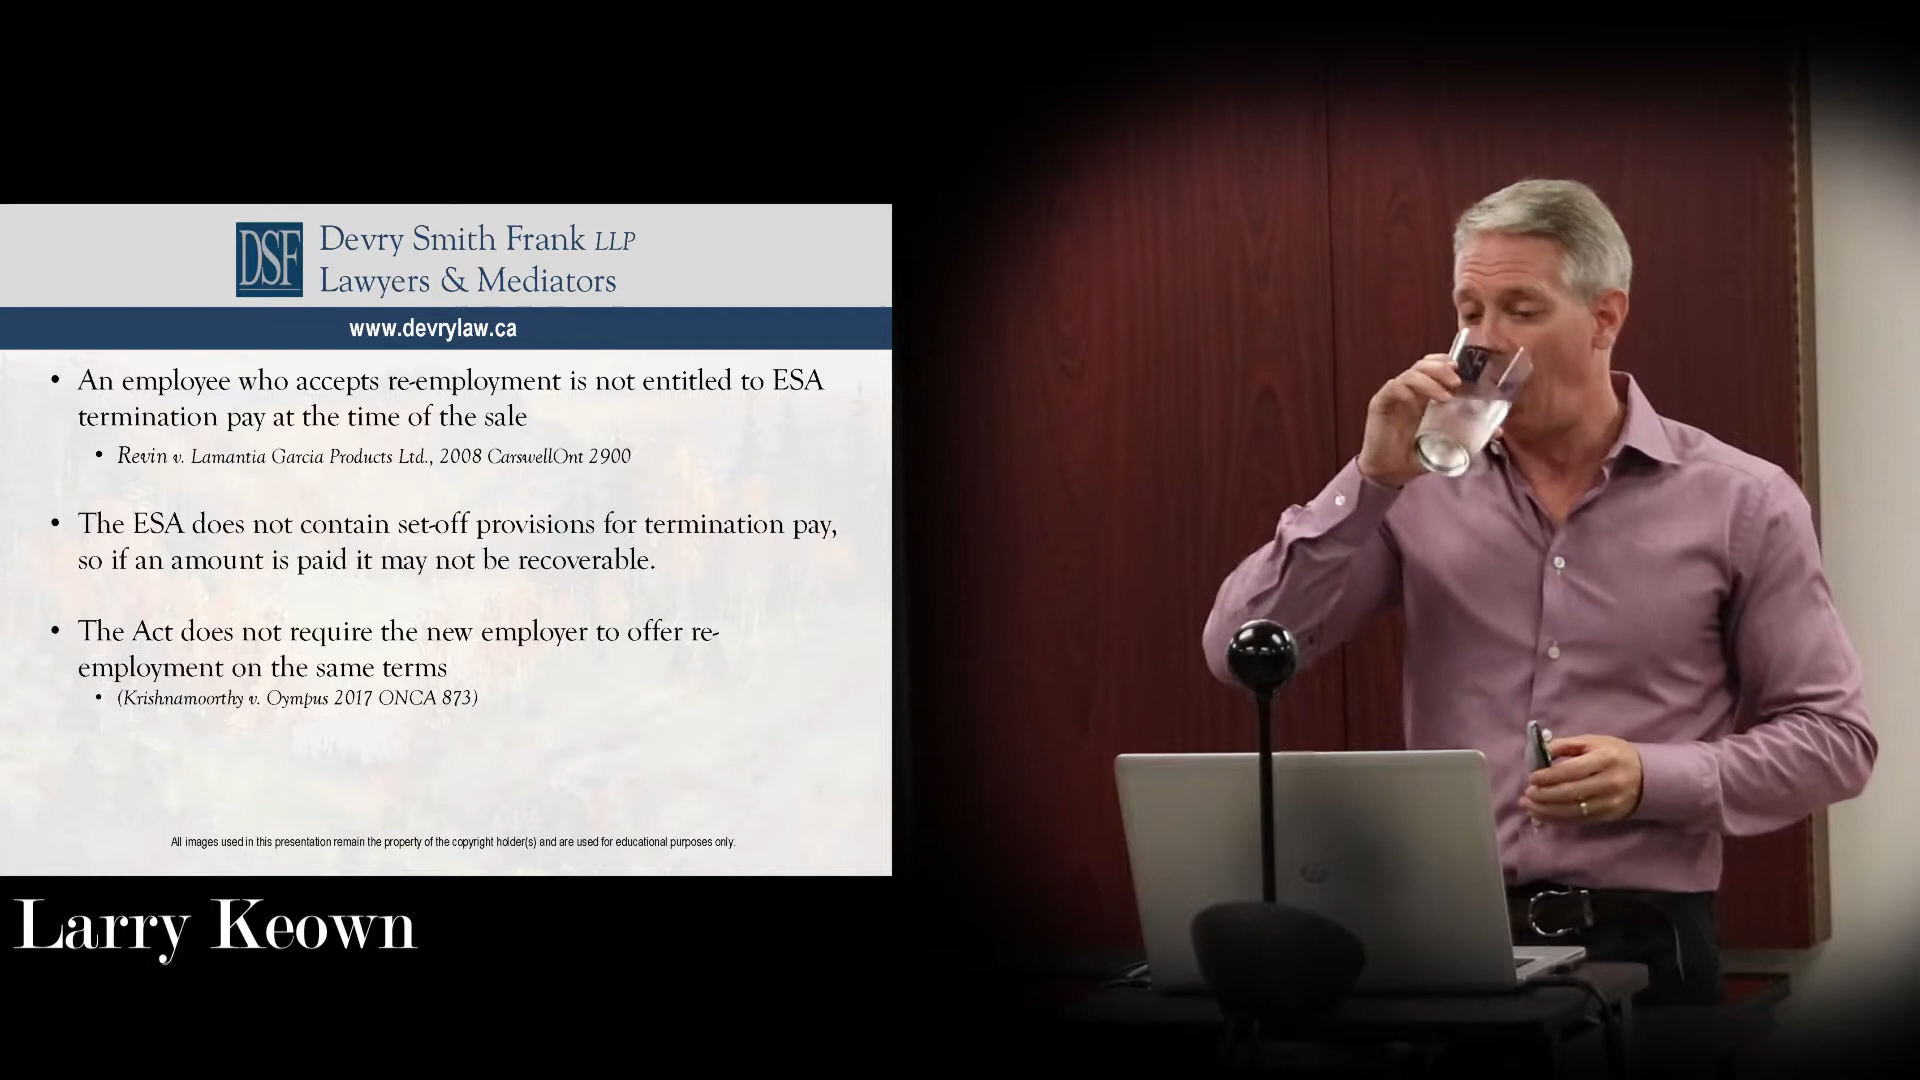 DSF
Devry Smith Frank LLP
Lawyers & Mediators
www.devrylaw.ca
• An employee who accepts re-employment is not entitled to ESA
termination pay at the time of the sale
• Revin v. Lamantia Garcia Products Ltd., 2008 CarswellOnt 2900
• The ESA does not contain set-off provisions for termination pay,
so if an amount is paid it may not be recoverable.
• The Act does not require the new employer to offer re-
employment on the same terms
• (Krishnamoorthy v. Oympus 2017 ONCA 873)
All images used in this presentation remain the property of the copyright holder(s) and are used for educational purposes only.
Larry Keown